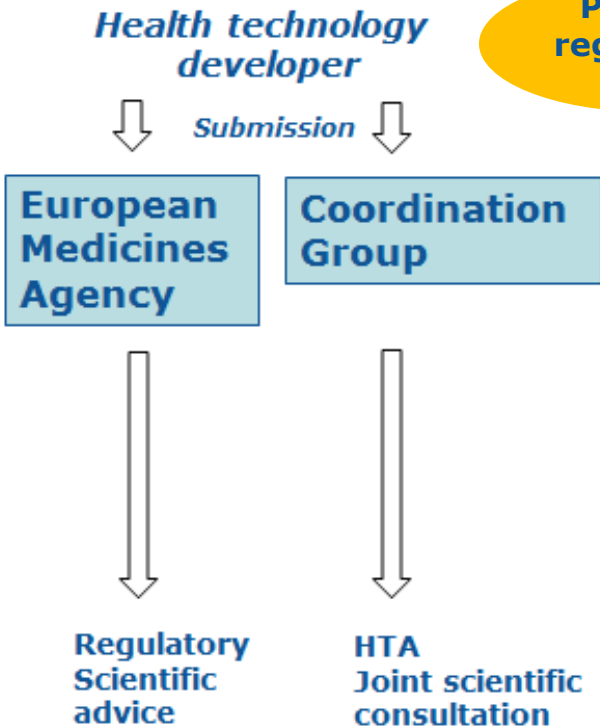 Health technology
developer
Submission
European
Medicines
Agency
Coordination
Group
Regulatory
Scientific
advice
HTA
Joint scientific
consultation